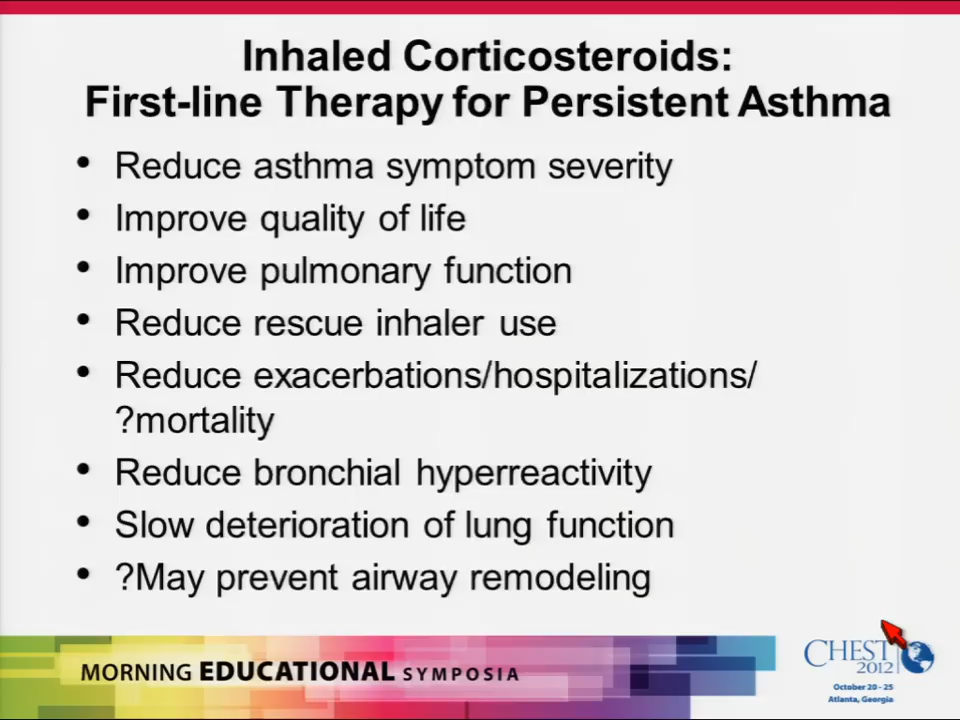 Inhaled Corticosteroids:
First-line Therapy for Persistent Asthma
• Reduce asthma symptom severity
• Improve quality of life
• Improve pulmonary function
• Reduce rescue inhaler use
• Reduce exacerbations/hospitalizations/
?mortality
• Reduce bronchial hyperreactivity
• Slow deterioration of lung function
• ?May prevent airway remodeling
MORNING EDUCATIONAL SYMPOSIA
CHEST
2012
October 20 - 25
Atlanta, Georgia